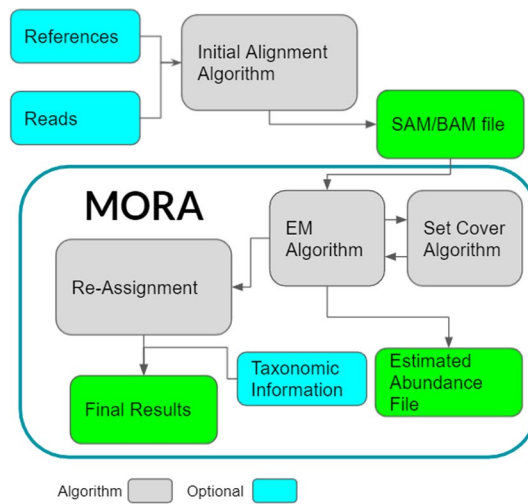 References
Reads
Initial Alignment
Algorithm
SAM/BAM file
MORA
EM
Algorithm
Set Cover
Algorithm
Re-Assignment
Taxonomic
Information
Estimated
Abundance
File
Final Results
Algorithm
Optional